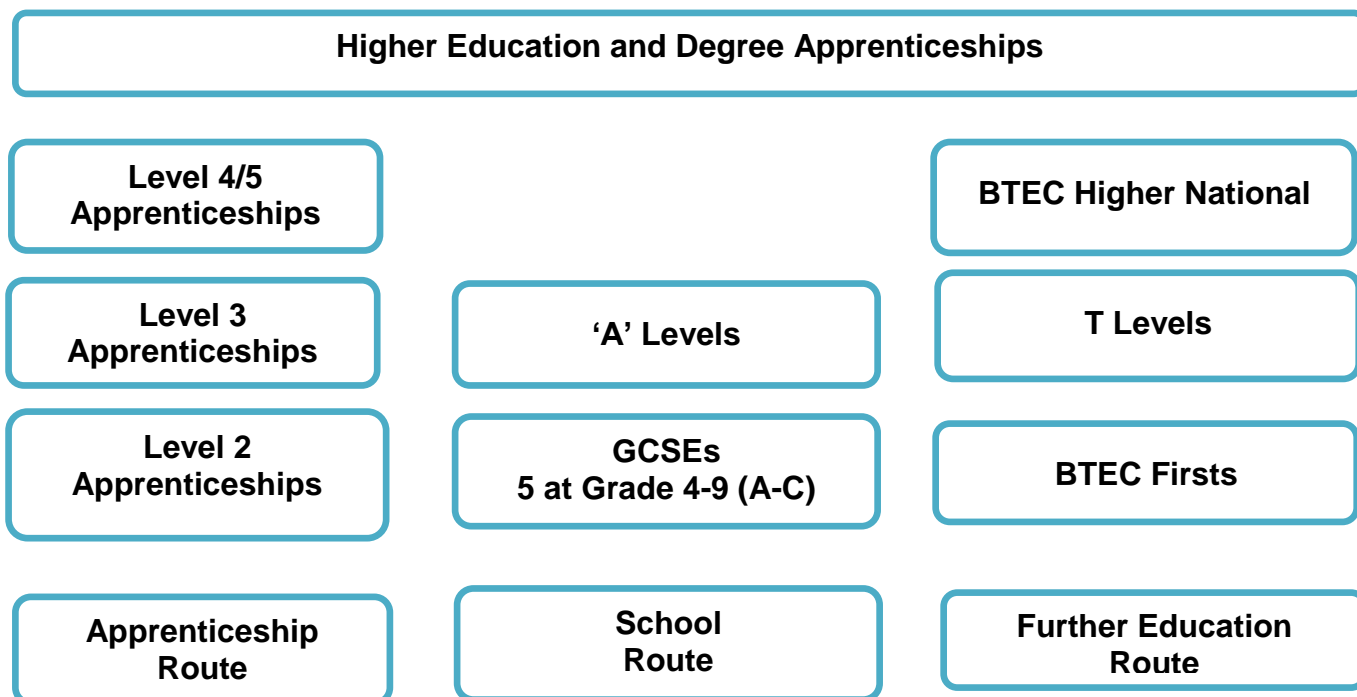 Higher Education and Degree Apprenticeships
Level 4/5
Apprenticeships
BTEC Higher National
Level 3
Apprenticeships
‘A’ Levels
T Levels
Level 2
Apprenticeships
GCSEs
5 at Grade 4-9 (A-C)
BTEC Firsts
Apprenticeship
Route
School
Route
Further Education
Route